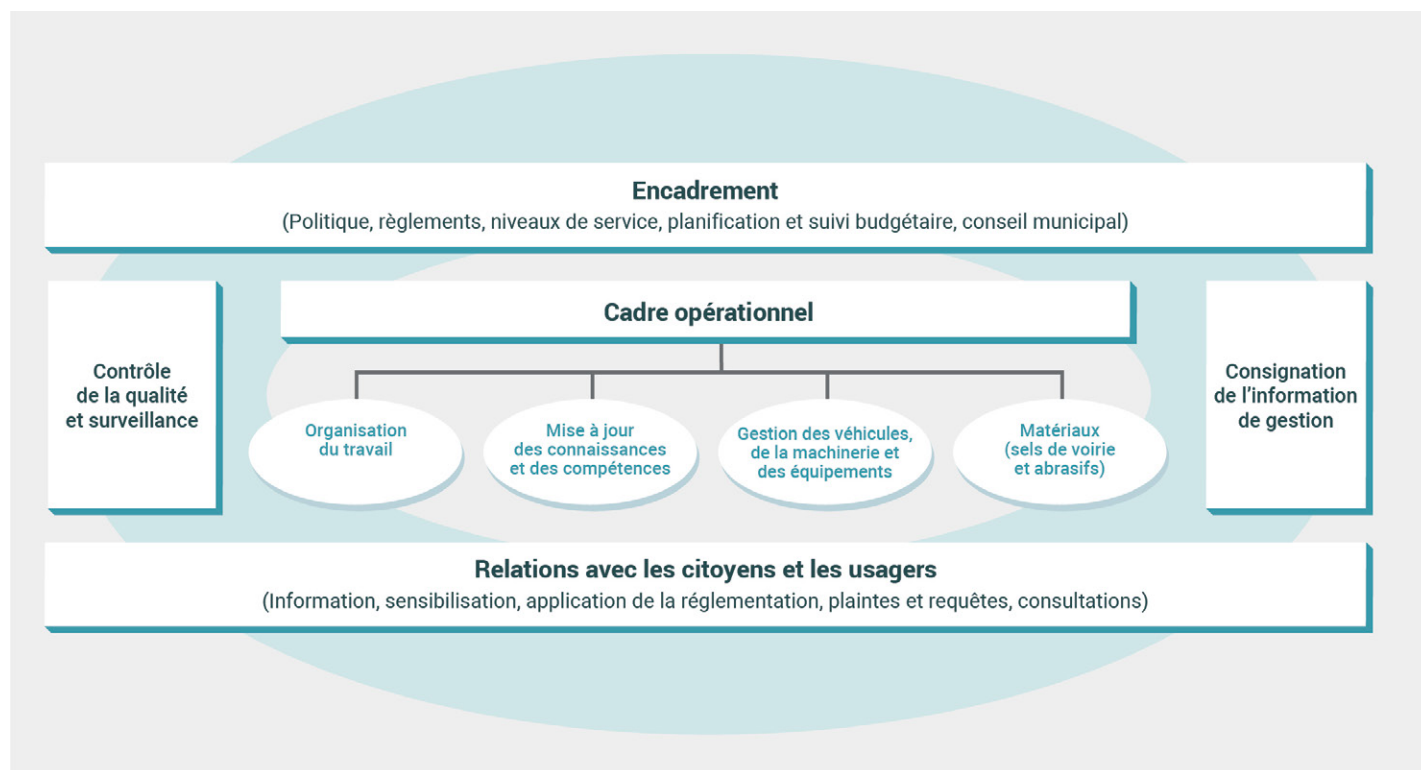 Encadrement
(Politique, règlements, niveaux de service, planification et suivi budgétaire, conseil municipal)
Cadre opérationnel
Contrôle
de la qualité
et surveillance
Organisation
du travail
Mise à jour
des connaissances
et des compétences
Gestion des véhicules,
de la machinerie et
des équipements
Matériaux
(sels de voirie
et abrasifs)
Consignation
de l’information
de gestion
Relations avec les citoyens et les usagers
(Information, sensibilisation, application de la réglementation, plaintes et requêtes, consultations)